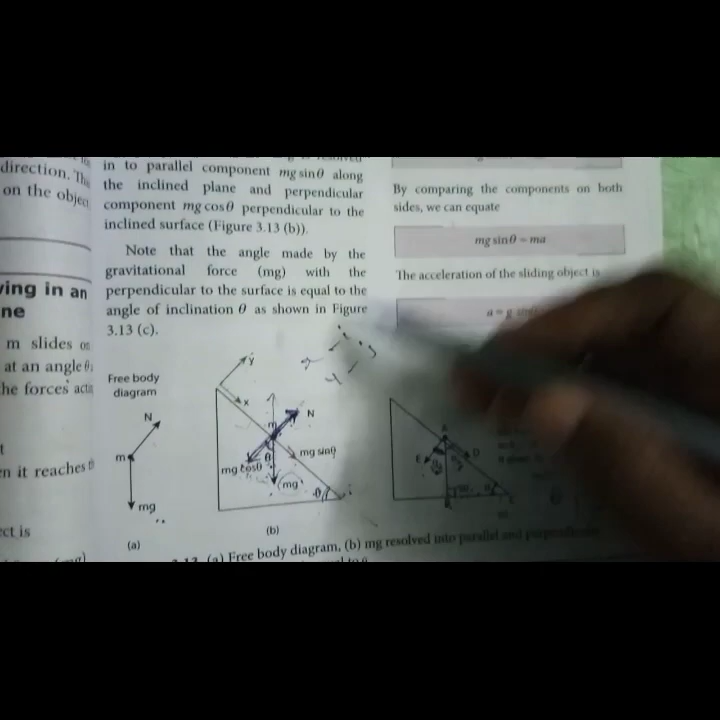 direction. The
on the object
ving in an
ne
m slides on
at an angle θ
he forces acts
t
en it reaches th
ect is
in to parallel component mg sinθ along
the inclined plane and perpendicular
component mg cosθ perpendicular to the
inclined surface (Figure 3.13 (b)).
Note that the angle made by the
gravitational force (mg) with the
perpendicular to the surface is equal to the
angle of inclination θ as shown in Figure
3.13 (c).
By comparing the components on both
sides, we can equate
mg sinθ = ma
The acceleration of the sliding object is
a = g
Free body
diagram
N
m
mg
(a)
y
x
N
m
θ
mg sinθ
mg cosθ
mg
θ
(b)
(a) Free body diagram, (b) mg resolved into parallel and